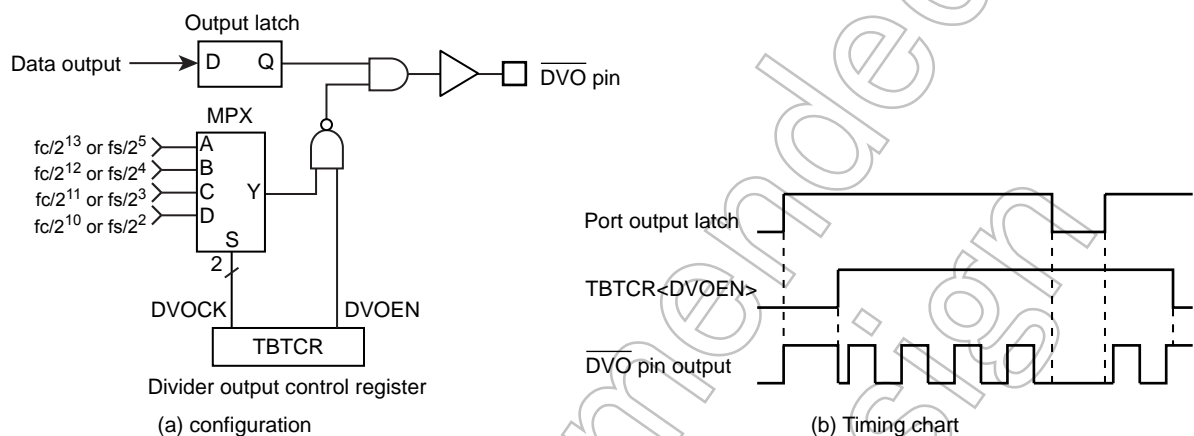 Output latch
Data output
D Q
DVO pin
MPX
fc/2^13 or fs/2^5
A
fc/2^12 or fs/2^4
B
fc/2^11 or fs/2^3
C
Y
fc/2^10 or fs/2^2
D
S
2
DVOCK
DVOEN
TBTCR
Divider output control register
(a) configuration
Port output latch
TBTCR<DVOEN>
DVO pin output
(b) Timing chart
mended
sign